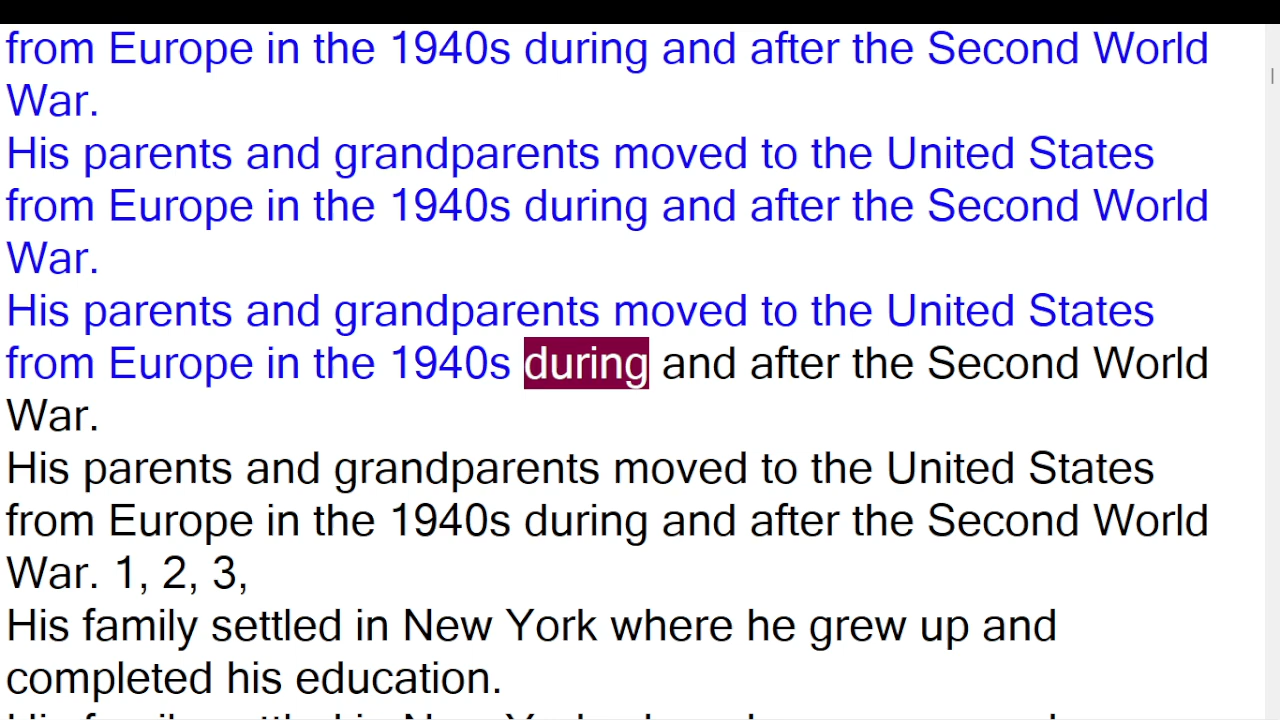 from Europe in the 1940s during and after the Second World
War.
His parents and grandparents moved to the United States
from Europe in the 1940s during and after the Second World
War.
His parents and grandparents moved to the United States
from Europe in the 1940s during and after the Second World
War.
His parents and grandparents moved to the United States
from Europe in the 1940s during and after the Second World
War. 1, 2, 3,
His family settled in New York where he grew up and
completed his education.